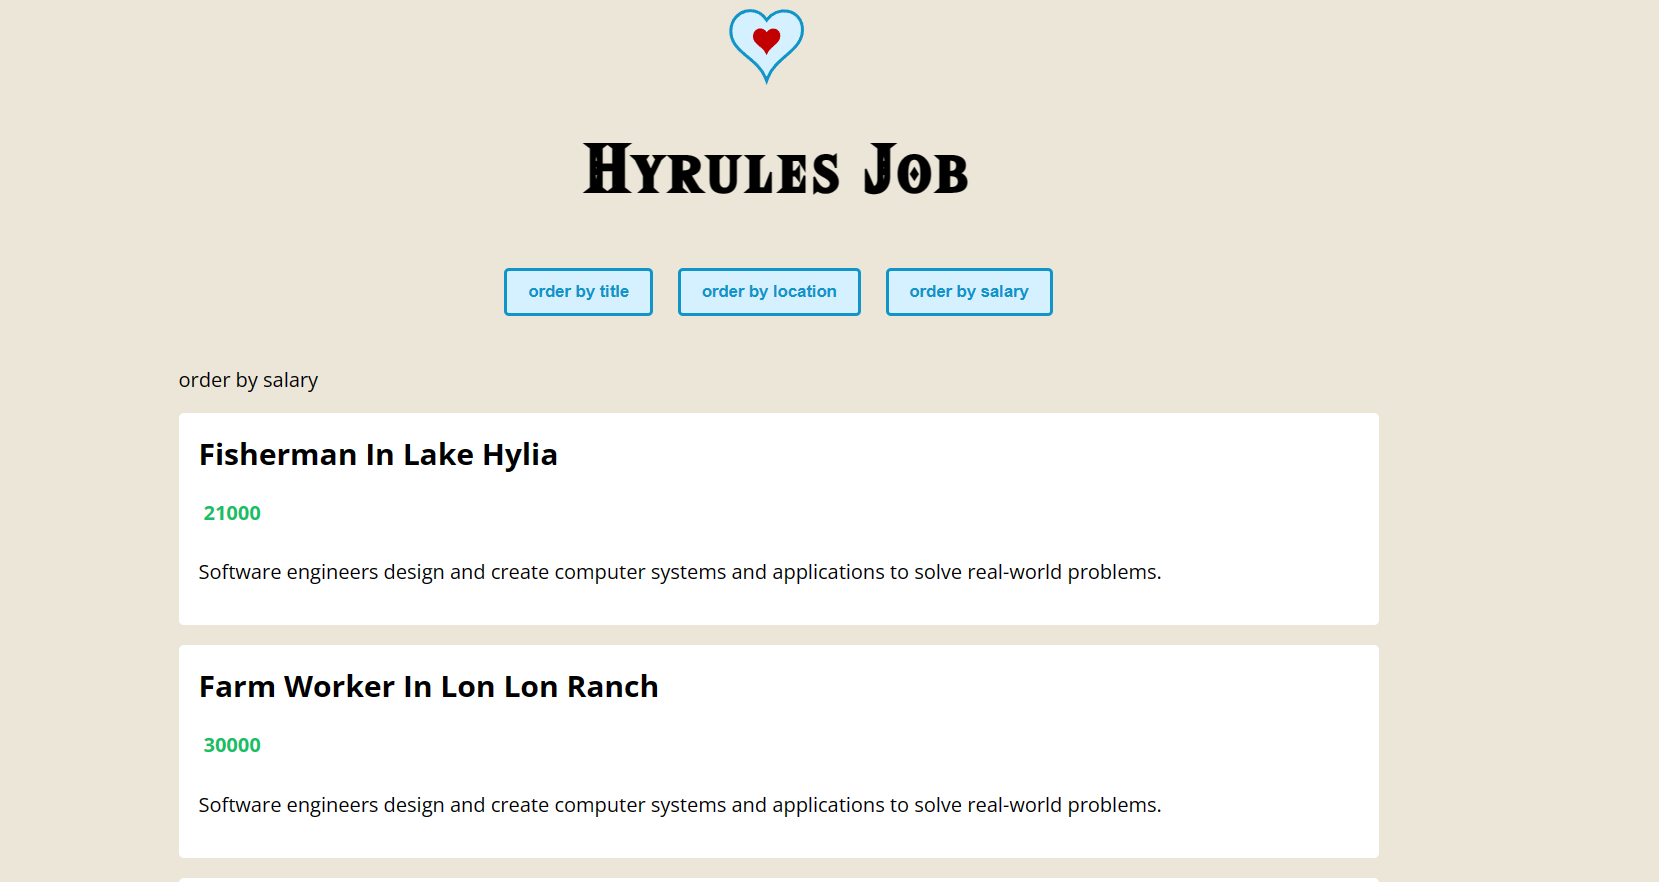 Hyrules Job
order by title order by location order by salary
order by salary
Fisherman In Lake Hylia
21000
Software engineers design and create computer systems and applications to solve real-world problems.
Farm Worker In Lon Lon Ranch
30000
Software engineers design and create computer systems and applications to solve real-world problems.